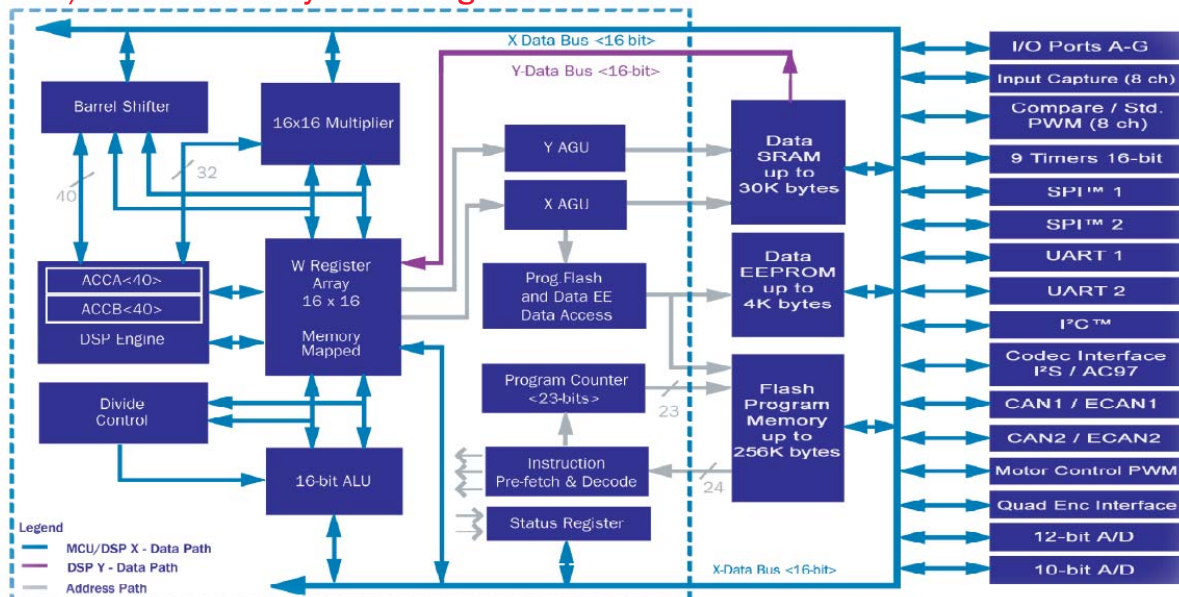 X Data Bus <16 bit>
Y-Data Bus <16-bit>
Barrel Shifter
16x16 Multiplier
40
32
ACCA<40>
ACCB<40>
DSP Engine
W Register
Array
16 x 16
Memory
Mapped
Divide
Control
16-bit ALU
Y AGU
X AGU
Prog.Flash
and Data EE
Data Access
Program Counter
<23-bits>
23
Instruction
Pre-fetch & Decode
24
Status Register
Data
SRAM
up to
30K bytes
Data
EEPROM
up to
4K bytes
Flash
Program
Memory
up to
256K bytes
X-Data Bus <16-bit>
I/O Ports A-G
Input Capture (8 ch)
Compare / Std.
PWM (8 ch)
9 Timers 16-bit
SPI™ 1
SPI™ 2
UART 1
UART 2
I²C™
Codec Interface
I²S / AC97
CAN1 / ECAN1
CAN2 / ECAN2
Motor Control PWM
Quad Enc Interface
12-bit A/D
10-bit A/D
Legend
MCU/DSP X - Data Path
DSP Y - Data Path
Address Path